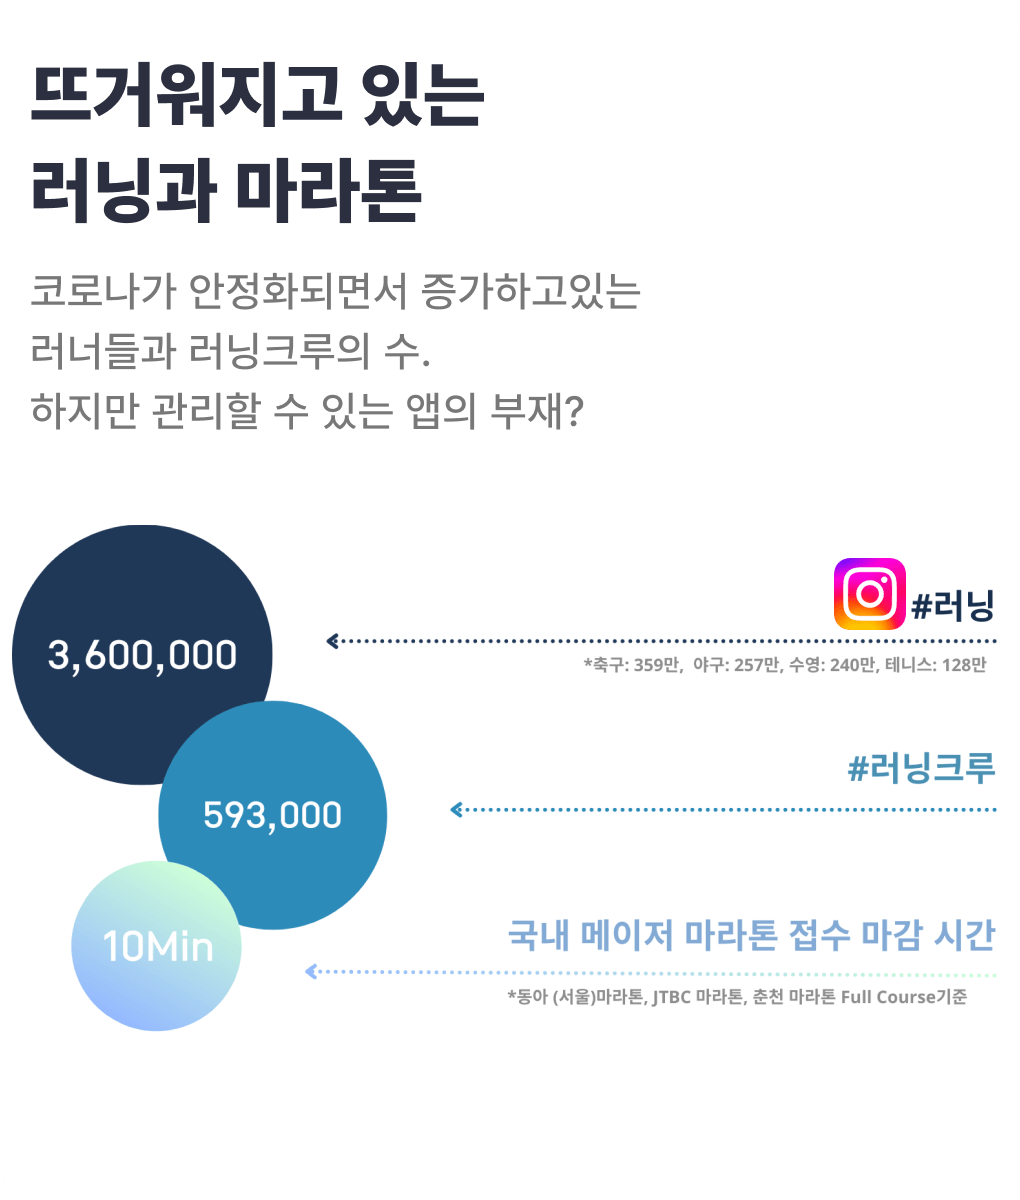 뜨거워지고 있는
러닝과 마라톤
코로나가 안정화되면서 증가하고있는
러너들과 러닝크루의 수.
하지만 관리할 수 있는 앱의 부재?
3,600,000
#러닝
*축구: 359만, 야구: 257만, 수영: 240만, 테니스: 128만
593,000
#러닝크루
10Min
국내 메이저 마라톤 접수 마감 시간
*동아 (서울)마라톤, JTBC 마라톤, 춘천 마라톤 Full Course기준